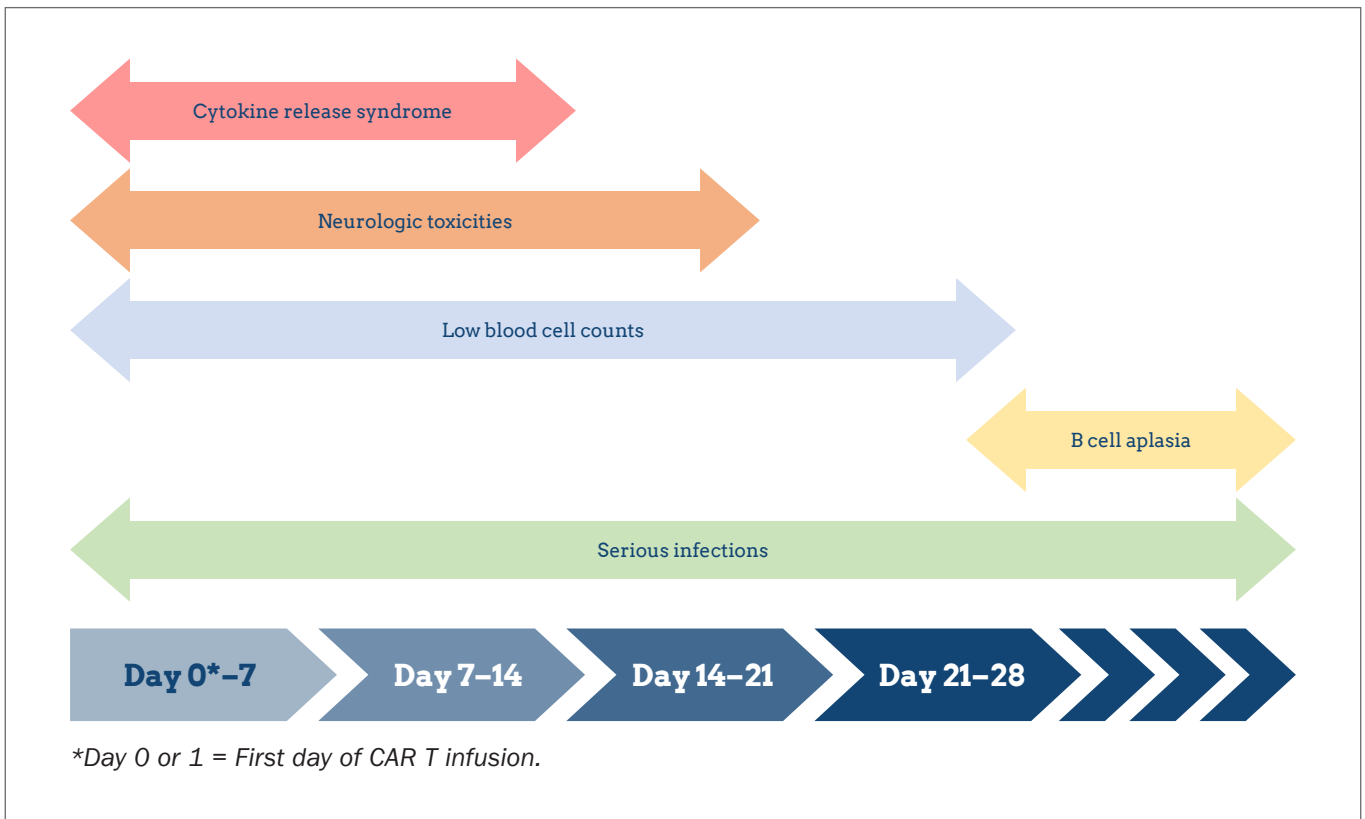 Cytokine release syndrome
Neurologic toxicities
Low blood cell counts
B cell aplasia
Serious infections
Day 0*–7
Day 7–14
Day 14–21
Day 21–28
*Day 0 or 1 = First day of CAR T infusion.